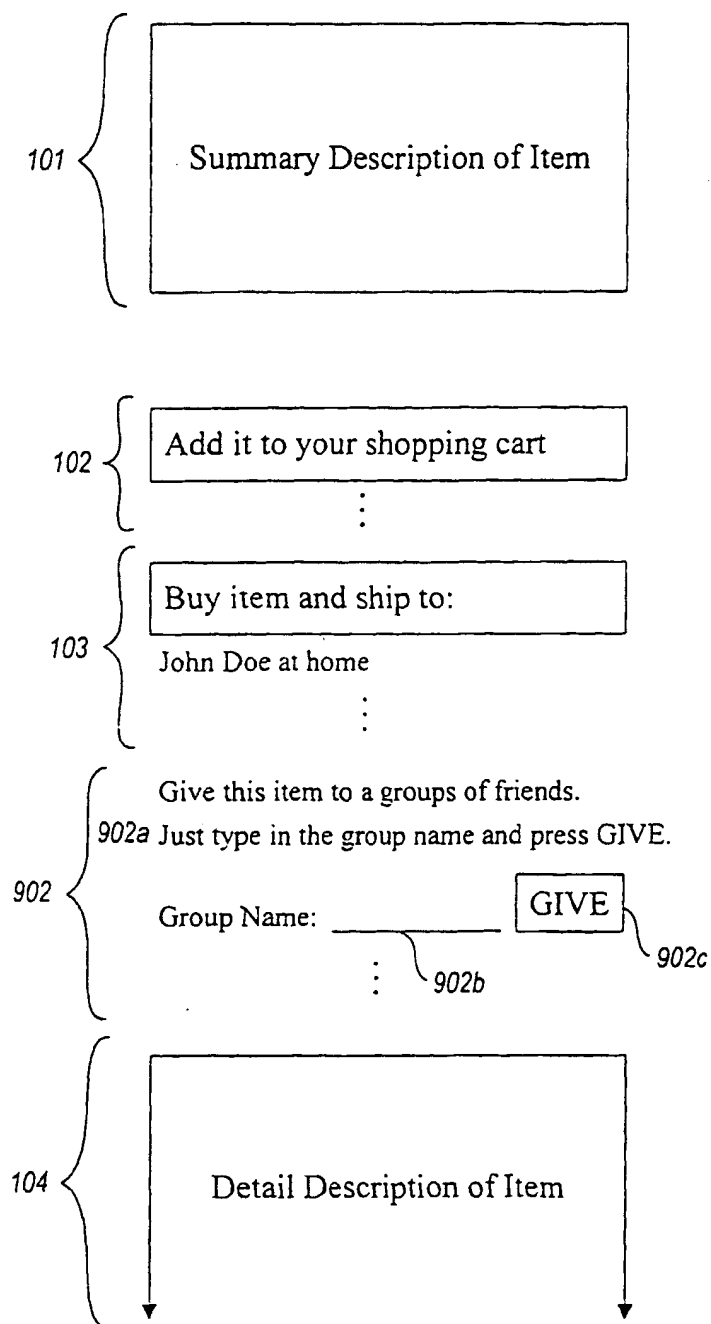 101
Summary Description of Item
102
Add it to your shopping cart
103
Buy item and ship to:
John Doe at home
902
Give this item to a groups of friends.
902a Just type in the group name and press GIVE.
Group Name: GIVE
902b
902c
104
Detail Description of Item